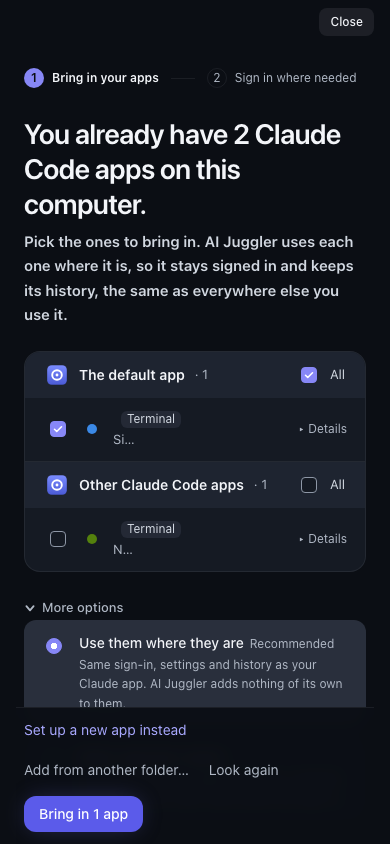 Close
1 Bring in your apps 2 Sign in where needed
You already have 2 Claude
Code apps on this
computer.
Pick the ones to bring in. AI Juggler uses each
one where it is, so it stays signed in and keeps
its history, the same as everywhere else you
use it.
The default app · 1 All
Terminal
Si... Details
Other Claude Code apps · 1 All
Terminal
N... Details
More options
Use them where they are Recommended
Same sign-in, settings and history as your
Claude app. AI Juggler adds nothing of its own
to them.
Set up a new app instead
Add from another folder... Look again
Bring in 1 app